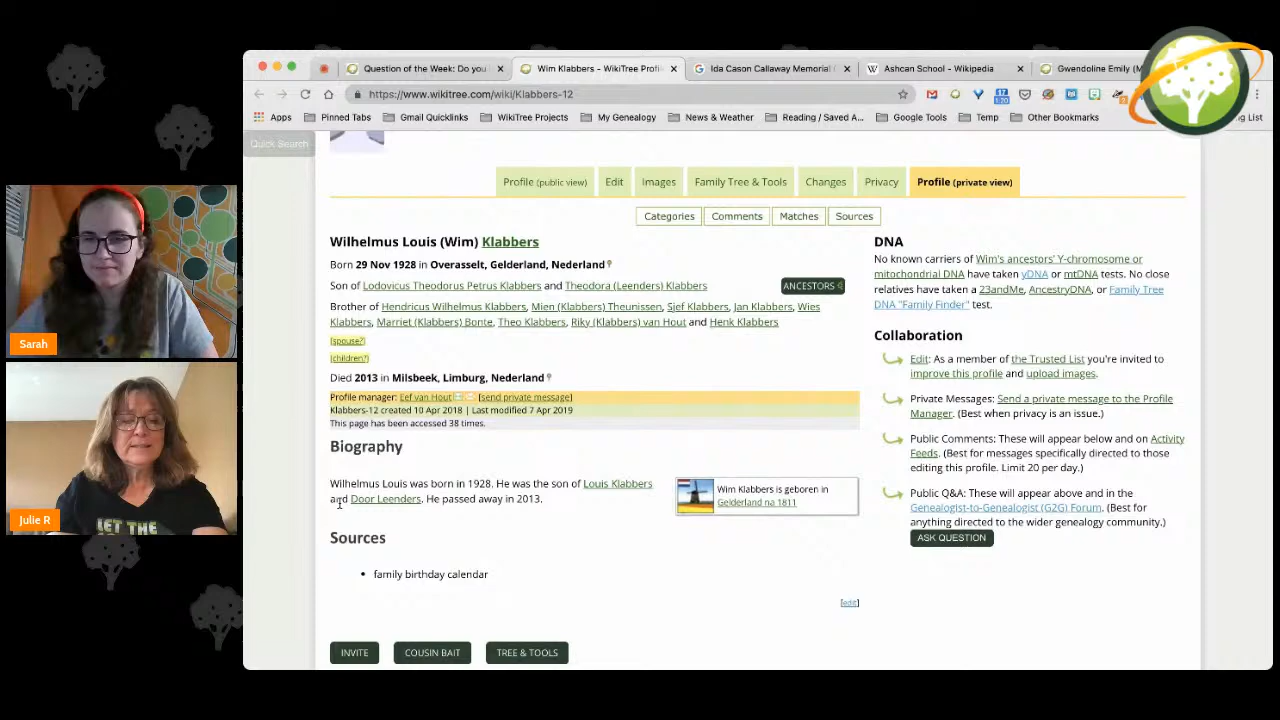 Question of the Week: Do you
Wim Klabbers - WikiTree Profi
Ida Cason Callaway Memorial
Ashcan School - Wikipedia
Gwendoline Emily (M
https://www.wikitree.com/wiki/Klabbers-12
17
1:20
Apps
Pinned Tabs
Gmail Quicklinks
WikiTree Projects
My Genealogy
News & Weather
Reading / Saved A...
Google Tools
Temp
Other Bookmarks
ng List
Quick Search
Profile (public view)
Edit
Images
Family Tree & Tools
Changes
Privacy
Profile (private view)
Categories
Comments
Matches
Sources
Wilhelmus Louis (Wim) Klabbers
Born 29 Nov 1928 in Overasselt, Gelderland, Nederland
Son of Lodovicus Theodorus Petrus Klabbers and Theodora (Leenders) Klabbers
ANCESTORS
Brother of Hendricus Wilhelmus Klabbers, Mien (Klabbers) Theunissen, Sjef Klabbers, Jan Klabbers, Wies
Klabbers, Marriet (Klabbers) Bonte, Theo Klabbers, Riky (Klabbers) van Hout and Henk Klabbers
[spouse?]
[children?]
Died 2013 in Milsbeek, Limburg, Nederland
Profile manager: Eef van Hout [send private message]
Klabbers-12 created 10 Apr 2018 | Last modified 7 Apr 2019
This page has been accessed 38 times.
Biography
Wilhelmus Louis was born in 1928. He was the son of Louis Klabbers
and Door Leenders. He passed away in 2013.
Wim Klabbers is geboren in
Gelderland na 1811
Sources
• family birthday calendar
[edit]
INVITE
COUSIN BAIT
TREE & TOOLS
DNA
No known carriers of Wim's ancestors' Y-chromosome or
mitochondrial DNA have taken yDNA or mtDNA tests. No close
relatives have taken a 23andMe, AncestryDNA, or Family Tree
DNA "Family Finder" test.
Collaboration
Edit: As a member of the Trusted List you're invited to
improve this profile and upload images.
Private Messages: Send a private message to the Profile
Manager. (Best when privacy is an issue.)
Public Comments: These will appear below and on Activity
Feeds. (Best for messages specifically directed to those
editing this profile. Limit 20 per day.)
Public Q&A: These will appear above and in the
Genealogist-to-Genealogist (G2G) Forum. (Best for
anything directed to the wider genealogy community.)
ASK QUESTION
Sarah
Julie R
LET THE